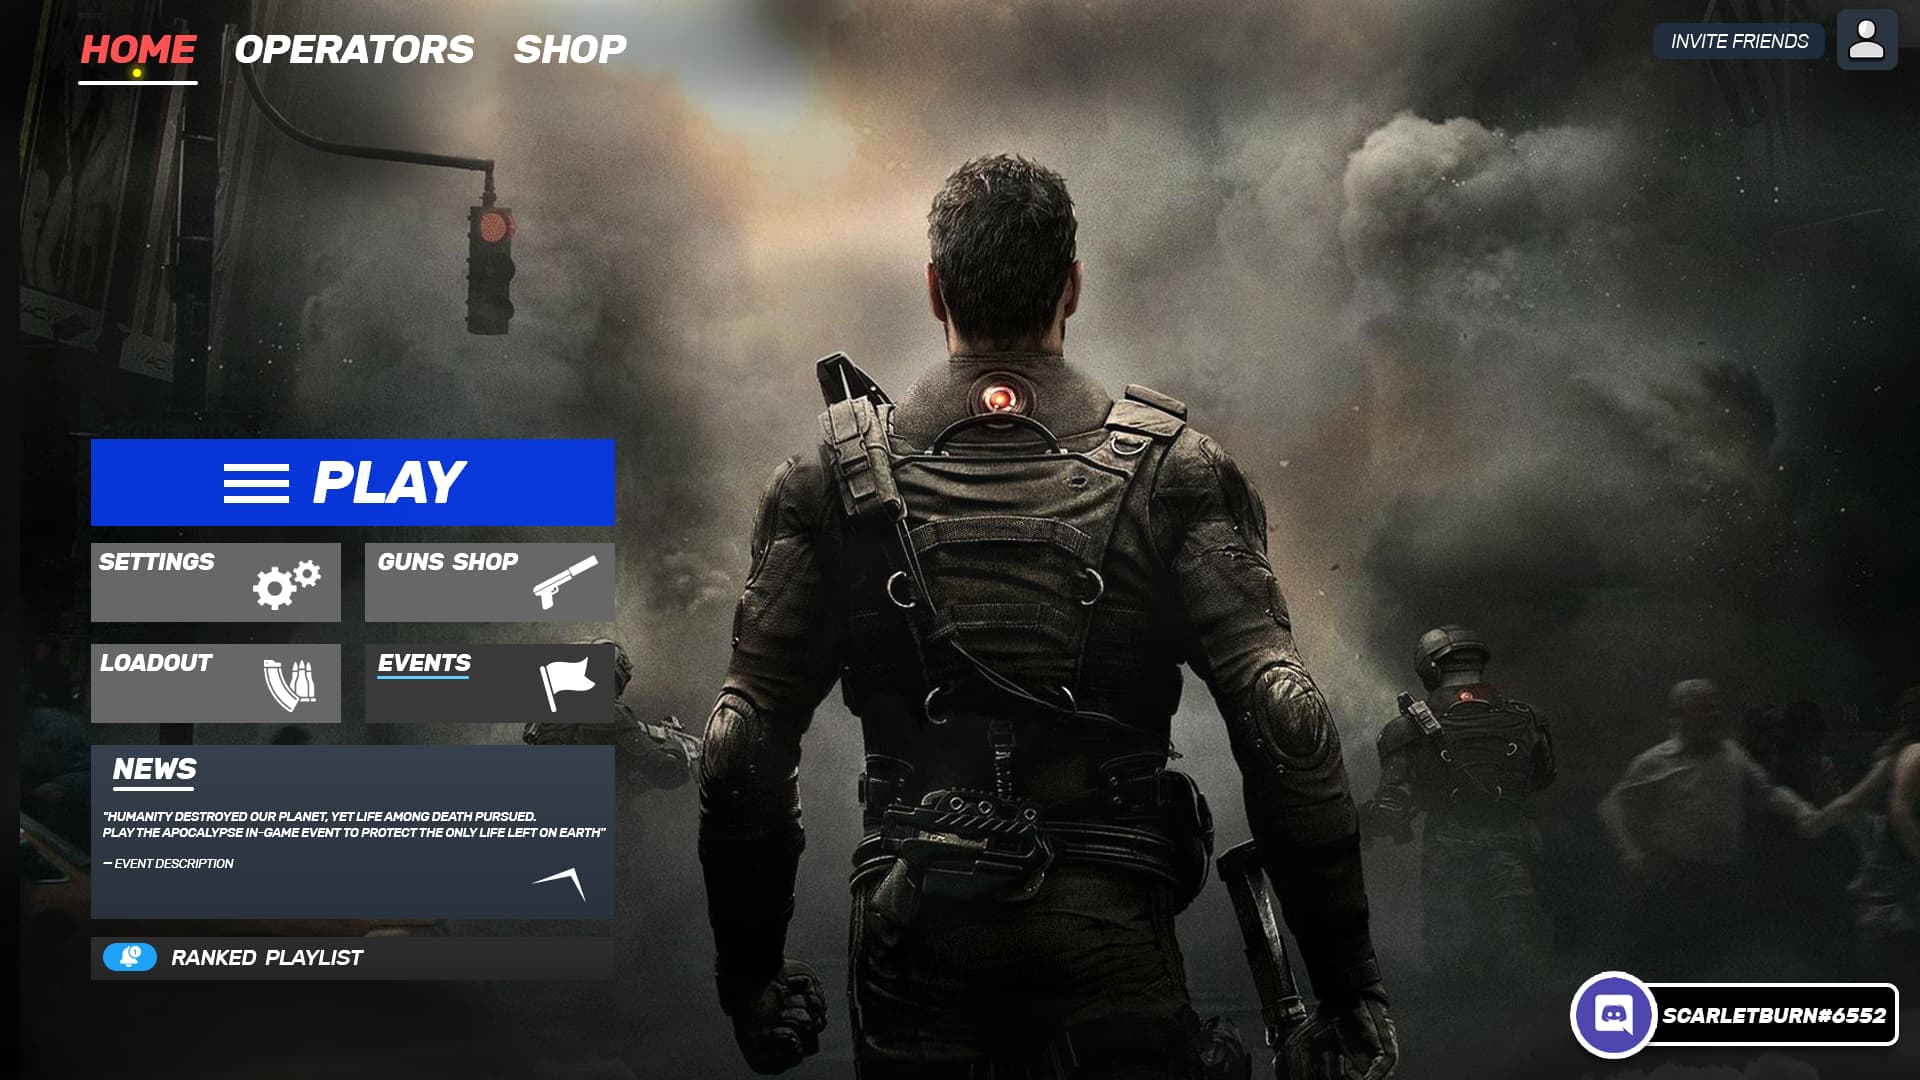 HOME OPERATORS SHOP
INVITE FRIENDS
PLAY
SETTINGS
GUNS SHOP
LOADOUT
EVENTS
NEWS
"HUMANITY DESTROYED OUR PLANET, YET LIFE AMONG DEATH PURSUED.
PLAY THE APOCALYPSE IN-GAME EVENT TO PROTECT THE ONLY LIFE LEFT ON EARTH"
— EVENT DESCRIPTION
RANKED PLAYLIST
SCARLETBURN#6552